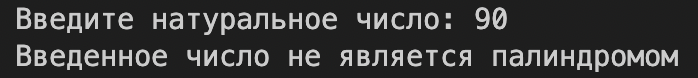 Введите натуральное число: 90
Введенное число не является палиндромом